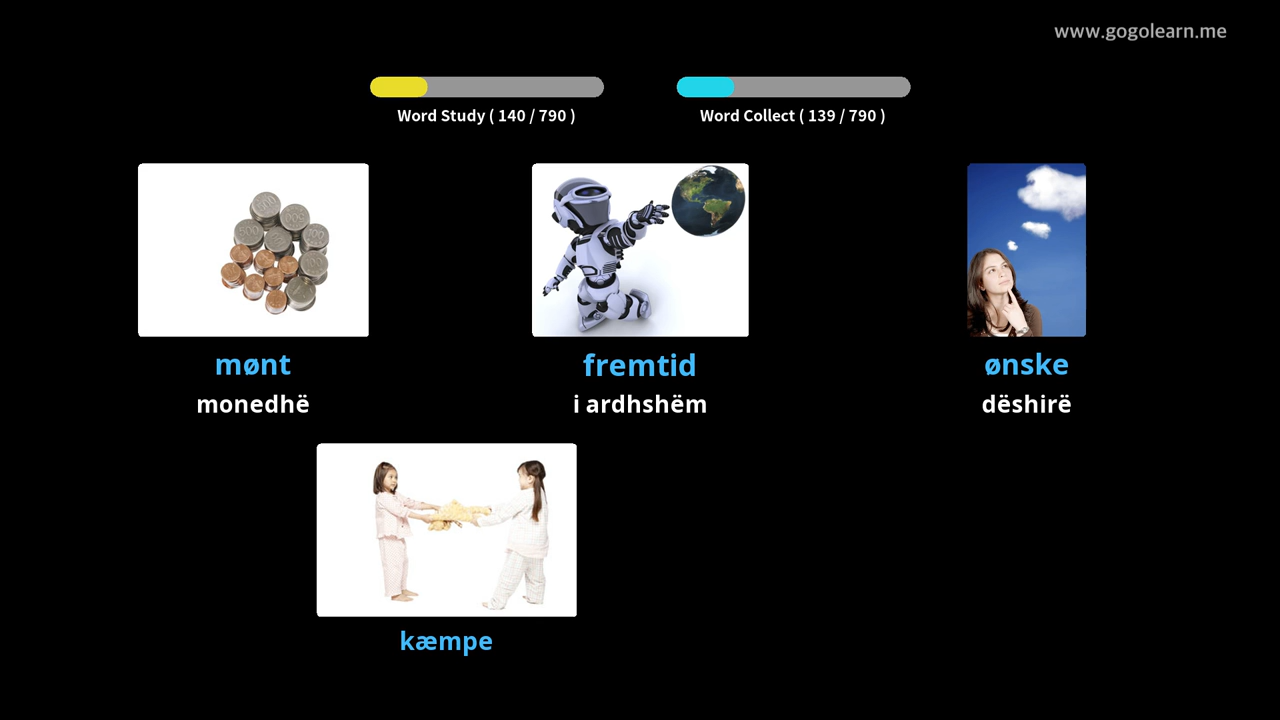 www.gogolearn.me
Word Study ( 140 / 790 )
Word Collect ( 139 / 790 )
mønt
fremtid
ønske
monedhë
i ardhshëm
dëshirë
kæmpe